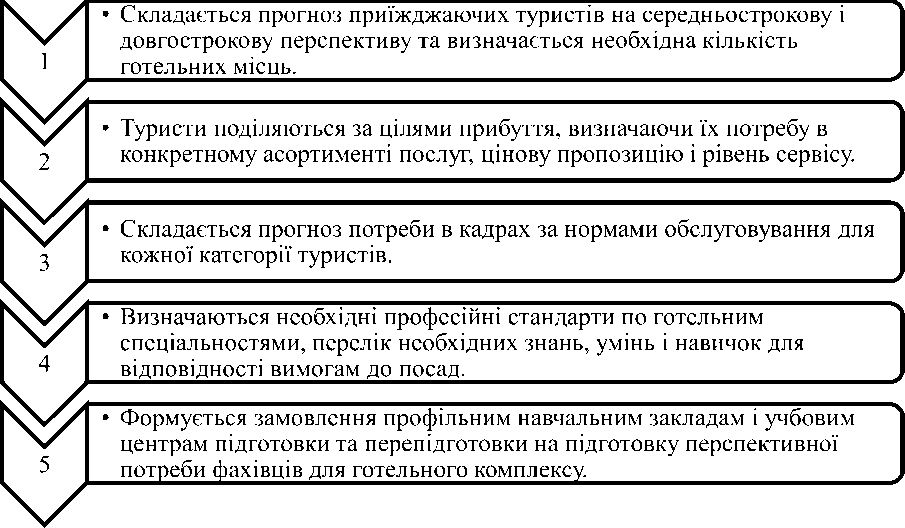 1
• Складається прогноз приїжджаючих туристів на середньострокову і
довгострокову перспективу та визначається необхідна кількість
готельних місць.
2
• Туристи поділяються за цілями прибуття, визначаючи їх потребу в
конкретному асортименті послуг, цінову пропозицію і рівень сервісу.
3
• Складається прогноз потреби в кадрах за нормами обслуговування для
кожної категорії туристів.
4
• Визначаються необхідні професійні стандарти по готельним
спеціальностями, перелік необхідних знань, умінь і навичок для
відповідності вимогам до посад.
5
• Формується замовлення профільним навчальним закладам і учбовим
центрам підготовки та перепідготовки на підготовку перспективної
потреби фахівців для готельного комплексу.